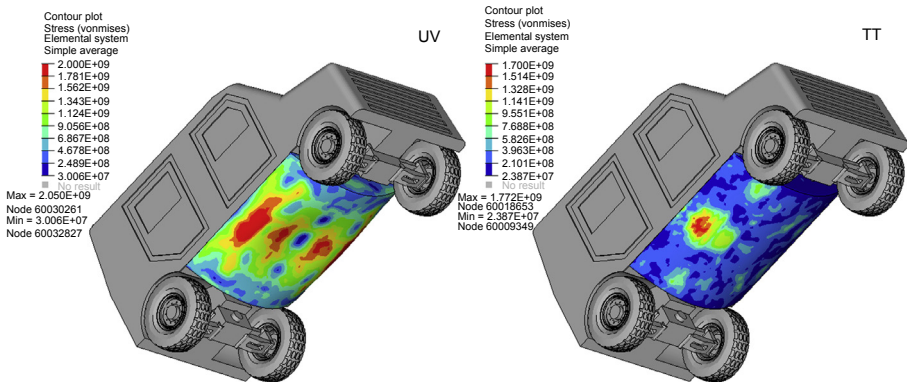 Contour plot
Stress (vonmises)
Elemental system
Simple average
2.000E+09
1.781E+09
1.562E+09
1.343E+09
1.124E+09
9.056E+08
6.867E+08
4.678E+08
2.489E+08
3.006E+07
No result
Max = 2.050E+09
Node 60030261
Min = 3.006E+07
Node 60032827
UV
Contour plot
Stress (vonmises)
Elemental system
Simple average
1.700E+09
1.514E+09
1.328E+09
1.141E+09
9.551E+08
7.688E+08
5.826E+08
3.963E+08
2.101E+08
2.387E+07
No result
Max = 1.772E+09
Node 60018653
Min = 2.387E+07
Node 60009349
TT